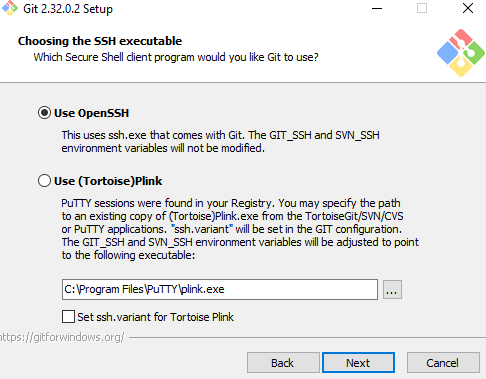 Git 2.32.0.2 Setup
Choosing the SSH executable
Which Secure Shell client program would you like Git to use?
Use OpenSSH
This uses ssh.exe that comes with Git. The GIT_SSH and SVN_SSH
environment variables will not be modified.
Use (Tortoise)Plink
PuTTY sessions were found in your Registry. You may specify the path
to an existing copy of (Tortoise)Plink.exe from the TortoiseGit/SVN/CVS
or PuTTY applications. "ssh.variant" will be set in the GIT configuration.
The GIT_SSH and SVN_SSH environment variables will be adjusted to point
to the following executable:
C:\Program Files\PuTTY\plink.exe
...
Set ssh.variant for Tortoise Plink
https://gitforwindows.org/
Back
Next
Cancel